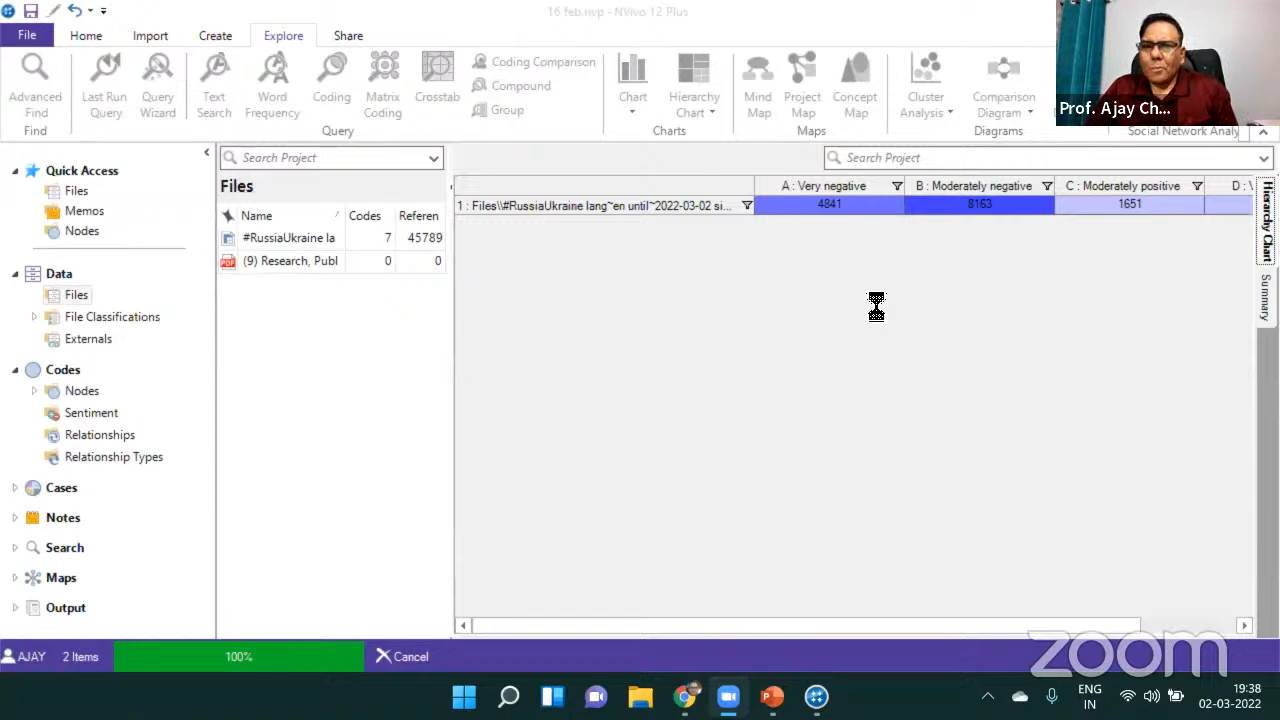 16 feb.nvp - NVivo 12 Plus
File Home Import Create Explore Share
Advanced Find
Last Run Query
Query Wizard
Text Search
Word Frequency
Coding
Matrix Coding
Crosstab
Coding Comparison
Compound
Group
Chart
Hierarchy Chart
Mind Map
Project Map
Concept Map
Cluster Analysis
Comparison Diagram
Find Query Charts Maps Diagrams Social Network Analy
Prof. Ajay Ch...
Quick Access
Files
Memos
Nodes
Data
Files
File Classifications
Externals
Codes
Nodes
Sentiment
Relationships
Relationship Types
Cases
Notes
Search
Maps
Output
Search Project
Files
Name Codes Referen
#RussiaUkraine la 7 45789
PDF (9) Research, Publ 0 0
Search Project
A : Very negative B : Moderately negative C : Moderately positive D : V
1 : Files\\#RussiaUkraine lang~en until~2022-03-02 si... 4841 8163 1651
Hierarchy Chart
Summary
AJAY 2 Items 100% Cancel
zoom
ENG
IN
19:38
02-03-2022